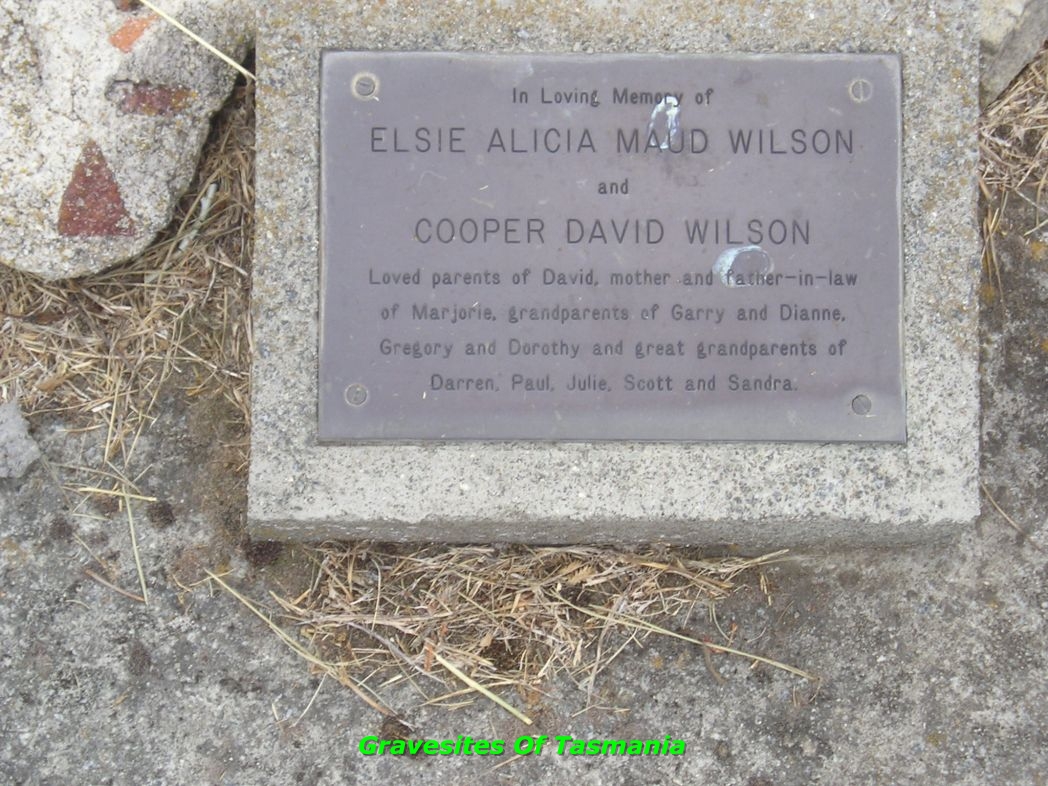 In Loving Memory of
ELSIE ALICIA MAUD WILSON
and
COOPER DAVID WILSON
Loved parents of David, mother and father-in-law
of Marjorie, grandparents of Garry and Dianne,
Gregory and Dorothy and great grandparents of
Darren, Paul, Julie, Scott and Sandra.
Gravesites Of Tasmania